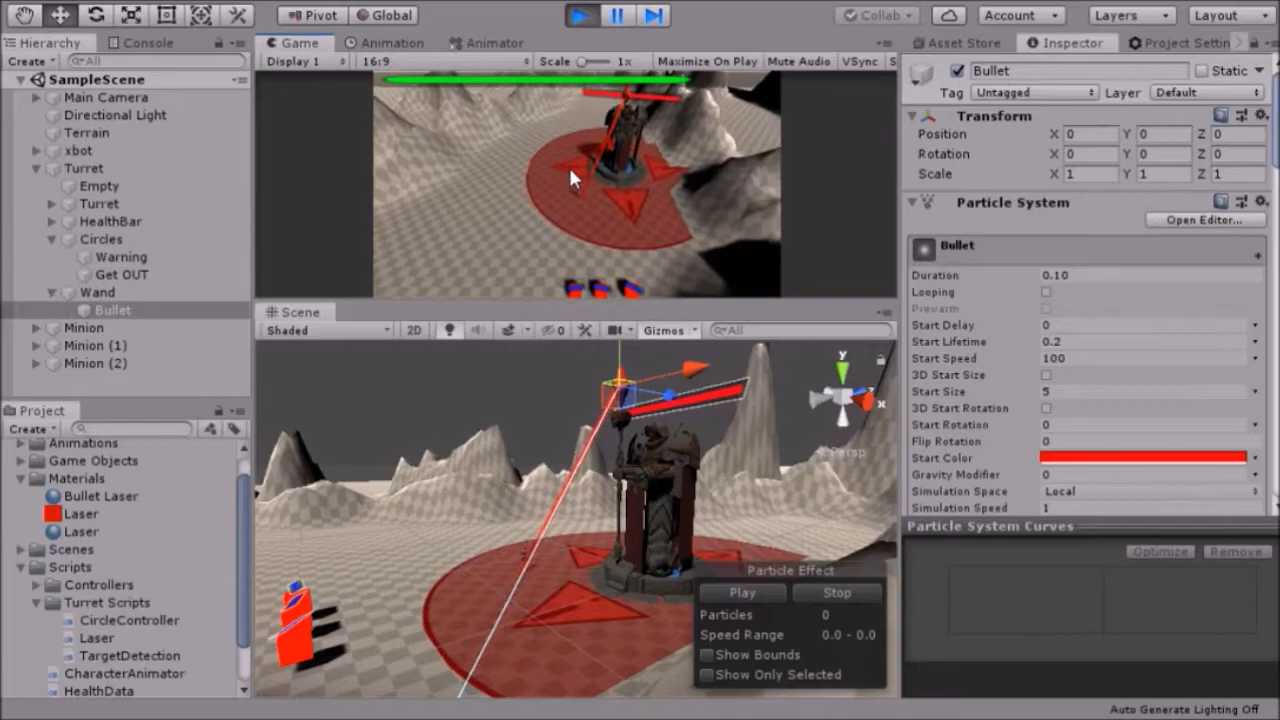 Pivot Global Collab Account Layers Layout
Hierarchy Console
Create All
SampleScene
Main Camera
Directional Light
Terrain
xbot
Turret
Empty
Turret
HealthBar
Circles
Warning
Get OUT
Wand
Bullet
Minion
Minion (1)
Minion (2)
Project
Create
Animations
Game Objects
Materials
Bullet Laser
Laser
Laser
Scenes
Scripts
Controllers
Turret Scripts
CircleController
Laser
TargetDetection
CharacterAnimator
HealthData
Game Animation Animator
Display 1 16:9 Scale 1x Maximize On Play Mute Audio VSync S
Scene
Shaded 2D 0 Gizmos All
y
x
Persp
Particle Effect
Play Stop
Particles 0
Speed Range 0.0 - 0.0
Show Bounds
Show Only Selected
Asset Store Inspector Project Settin
Bullet Static
Tag Untagged Layer Default
Transform
Position X 0 Y 0 Z 0
Rotation X 0 Y 0 Z 0
Scale X 1 Y 1 Z 1
Particle System
Open Editor...
Bullet
Duration 0.10
Looping
Prewarm
Start Delay 0
Start Lifetime 0.2
Start Speed 100
3D Start Size
Start Size 5
3D Start Rotation
Start Rotation 0
Flip Rotation 0
Start Color
Gravity Modifier 0
Simulation Space Local
Simulation Speed 1
Particle System Curves
Optimize Remove
Auto Generate Lighting Off